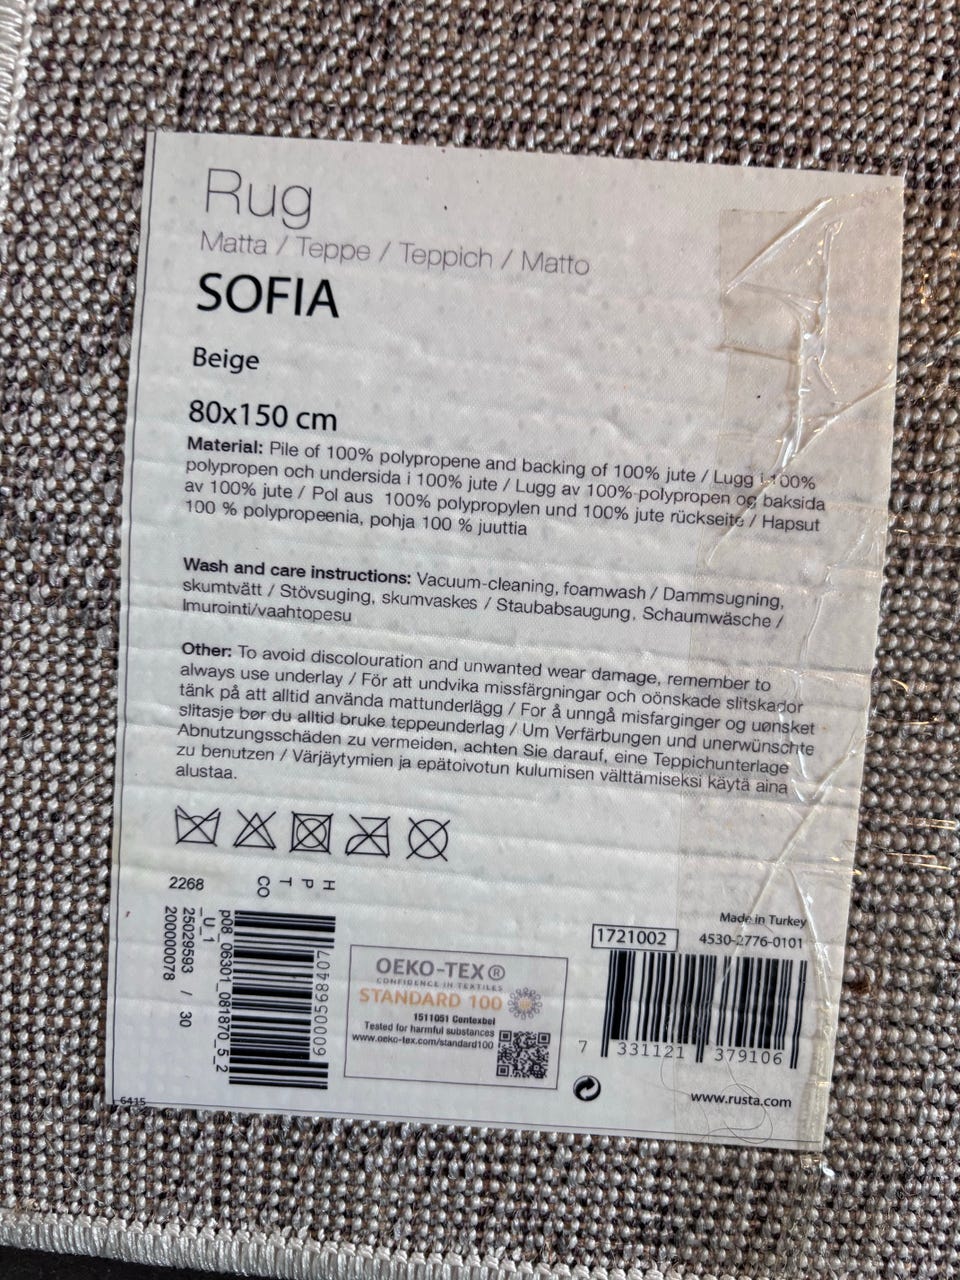 Rug
Matta / Teppe / Teppich / Matto
SOFIA
Beige
80x150 cm
Material: Pile of 100% polypropene and backing of 100% jute / Lugg i 100%
polypropen och undersida i 100% jute / Lugg av 100% polypropen og baksida
av 100% jute / Pol aus 100% polypropylen und 100% jute rückseite / Hapsut
100 % polypropeenia, pohja 100 % juuttia
Wash and care instructions: Vacuum-cleaning, foamwash / Dammsugning,
skumtvätt / Stövsuging, skumvaskes / Staubabsaugung, Schaumwäsche /
Imurointi/vaahtopesu
Other: To avoid discolouration and unwanted wear damage, remember to
always use underlay / För att undvika missfärgningar och oönskade slitskador
tänk på att alltid använda mattunderlägg / For å unngå misfarginger og uønsket
slitasje bør du alltid bruke teppeunderlag / Um Verfärbungen und unerwünschte
Abnutzungsschäden zu vermeiden, achten Sie darauf, eine Teppichunterlage
zu benutzen / Värjäytymien ja epätoivotun kulumisen välttämiseksi käytä aina
alustaa.
2268
H
P
T
CO
p08_06301_081870_5_2
_U_1
25029593 / 30
200000078
6415
OEKO-TEX®
CONFIDENCE IN TEXTILES
STANDARD 100
1511051 Centexbel
Tested for harmful substances
www.oeko-tex.com/standard100
Made in Turkey
1721002 4530-2776-0101
7 331121 379106
www.rusta.com